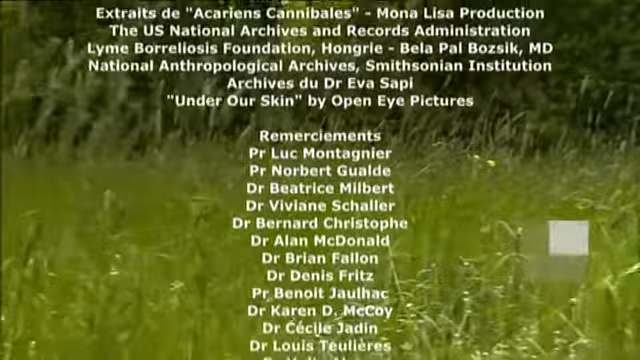 Extraits de "Acariens Cannibales" - Mona Lisa Production
The US National Archives and Records Administration
Lyme Borreliosis Foundation, Hongrie - Bela Pal Bozsik, MD
National Anthropological Archives, Smithsonian Institution
Archives du Dr Eva Sapi
"Under Our Skin" by Open Eye Pictures
Remerciements
Pr Luc Montagnier
Pr Norbert Gualde
Dr Beatrice Milbert
Dr Viviane Schaller
Dr Bernard Christophe
Dr Alan McDonald
Dr Brian Fallon
Dr Denis Fritz
Pr Benoit Jaulhac
Dr Karen D. McCoy
Dr Cécile Jadin
Dr Louis Teulières